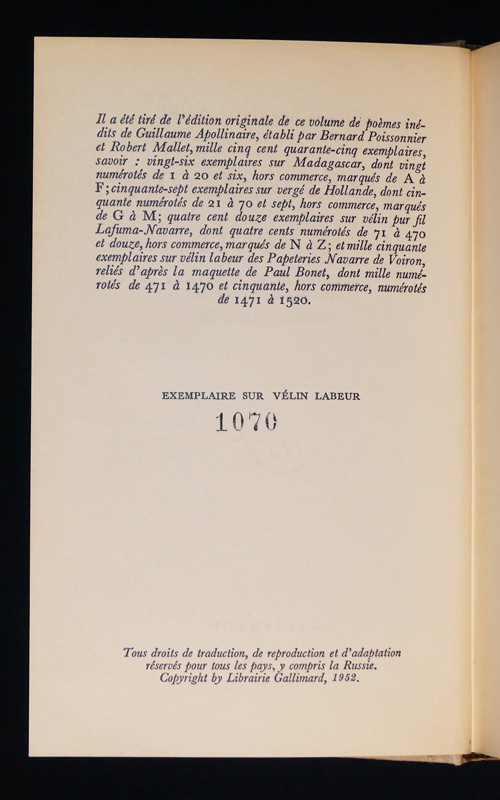 Il a été tiré de l'édition originale de ce volume de poèmes iné-
dits de Guillaume Apollinaire, établi par Bernard Poissonnier
et Robert Mallet, mille cinq cent quarante-cinq exemplaires,
savoir : vingt-six exemplaires sur Madagascar, dont vingt
numérotés de 1 à 20 et six, hors commerce, marqués de A à
F; cinquante-sept exemplaires sur vergé de Hollande, dont cin-
quante numérotés de 21 à 70 et sept, hors commerce, marqués
de G à M; quatre cent douze exemplaires sur vélin pur fil
Lafuma-Navarre, dont quatre cents numérotés de 71 à 470
et douze, hors commerce, marqués de N à Z; et mille cinquante
exemplaires sur vélin labeur des Papeteries Navarre de Voiron,
reliés d'après la maquette de Paul Bonet, dont mille numé-
rotés de 471 à 1470 et cinquante, hors commerce, numérotés
de 1471 à 1520.
EXEMPLAIRE SUR VÉLIN LABEUR
1070
Tous droits de traduction, de reproduction et d'adaptation
réservés pour tous les pays, y compris la Russie.
Copyright by Librairie Gallimard, 1952.